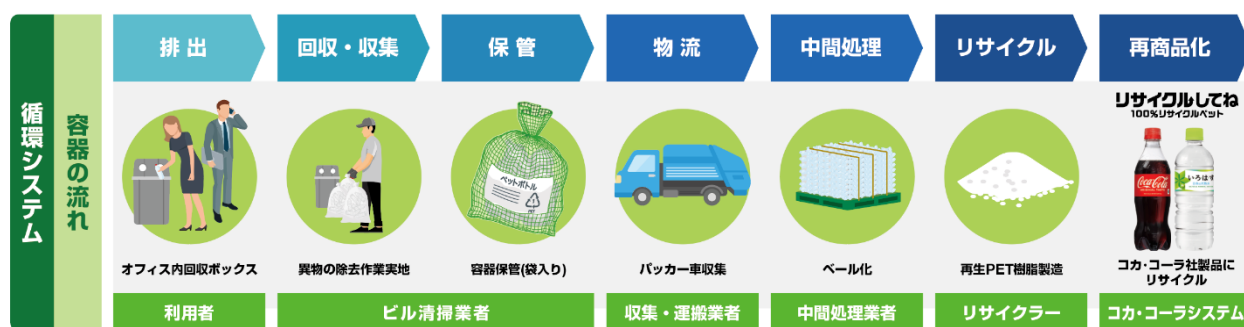 循環システム
容器の流れ
排出
回収・収集
保管
物流
中間処理
リサイクル
再商品化
リサイクルしてね
100%リサイクルペット
ペットボトル
PET
Coca-Cola
いろはす
オフィス内回収ボックス
異物の除去作業実地
容器保管(袋入り)
パッカー車収集
ベール化
再生PET樹脂製造
コカ・コーラ社製品に
リサイクル
利用者
ビル清掃業者
収集・運搬業者
中間処理業者
リサイクラー
コカ・コーラシステム